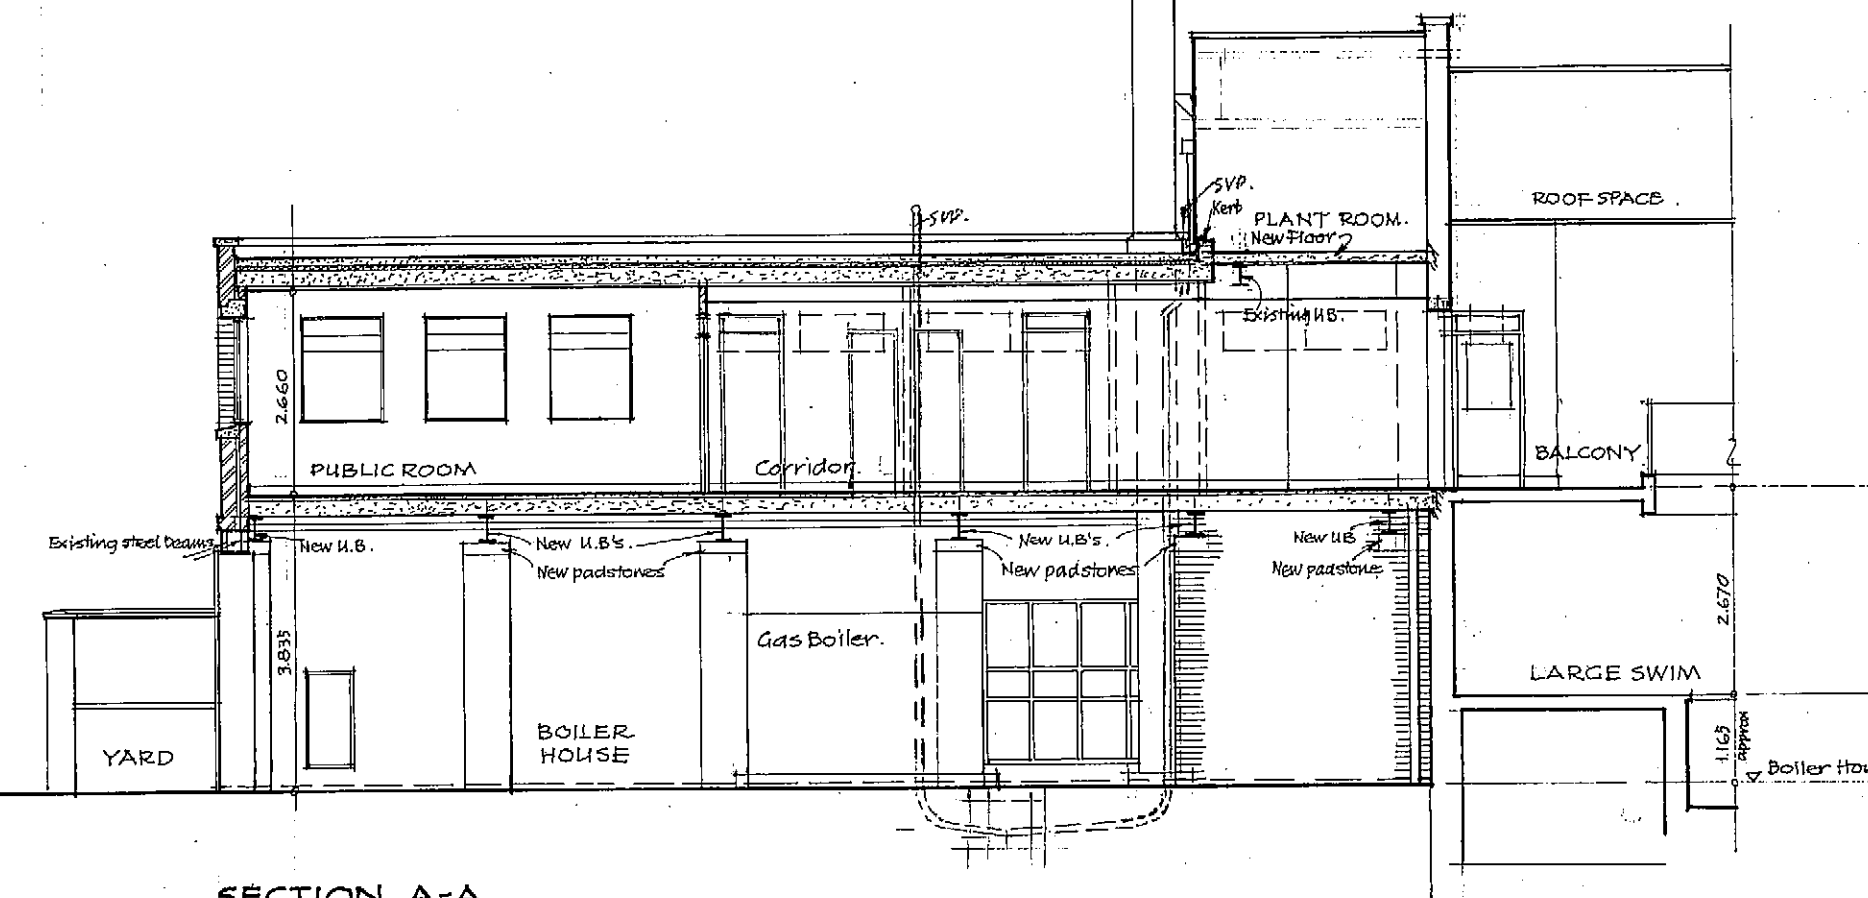 SVP.
Kerb
PLANT ROOM.
New Floor
ROOF SPACE.
SVP.
Existing U.B.
2.660
PUBLIC ROOM
Corridor.
BALCONY
Existing steel beams
New U.B.
New U.B's.
New padstones
New U.B's.
New padstones
New UB
New padstone
3.835
Gas Boiler.
2.670
LARGE SWIM
YARD
BOILER
HOUSE
1.165
approx
Boiler Hou
SECTION A-A